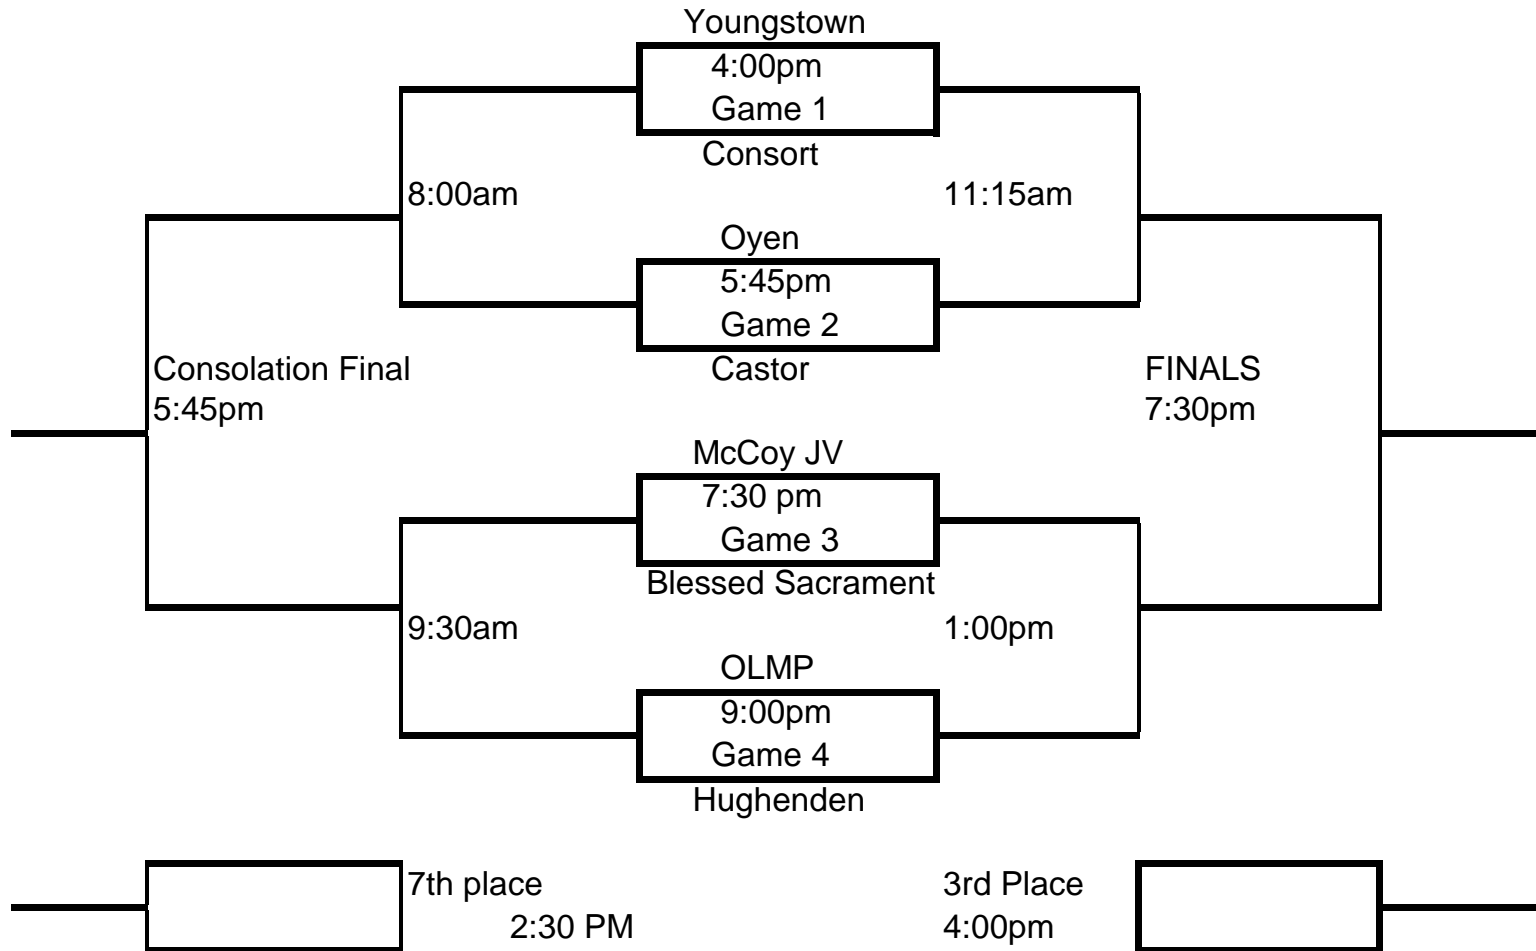 Youngstown
4:00pm
Game 1
Consort
8:00am
11:15am
Oyen
5:45pm
Game 2
Castor
Consolation Final
5:45pm
FINALS
7:30pm
McCoy JV
7:30 pm
Game 3
Blessed Sacrament
9:30am
1:00pm
OLMP
9:00pm
Game 4
Hughenden
7th place
2:30 PM
3rd Place
4:00pm